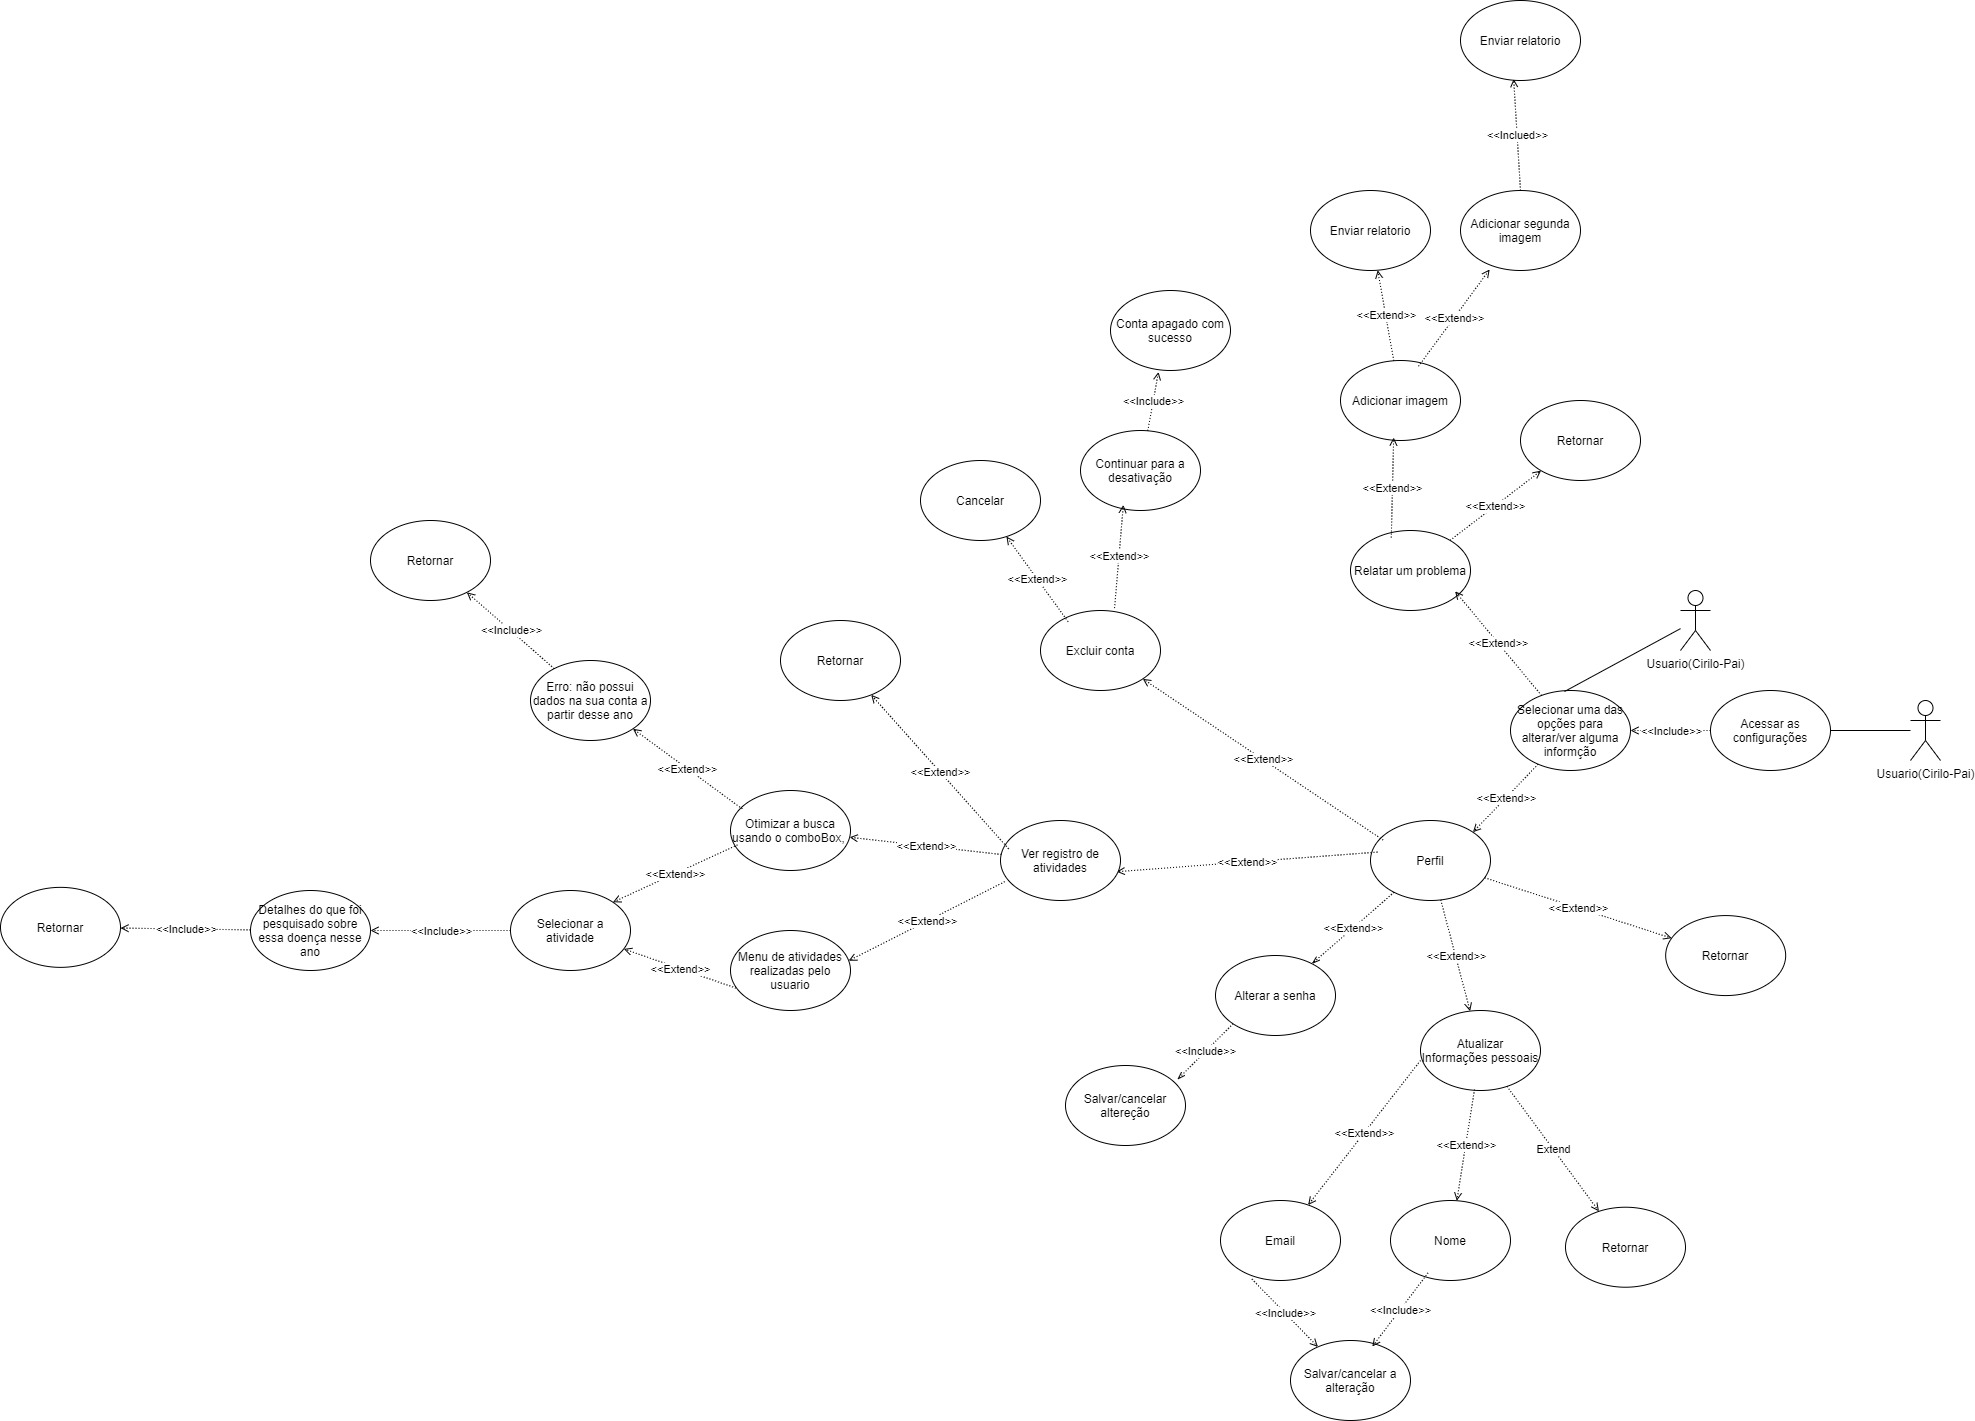 Enviar relatorio
<<Inclued>>
Enviar relatorio
Adicionar segunda
imagem
<<Extend>>
<<Extend>>
Conta apagado com
sucesso
<<Include>>
Adicionar imagem
Retornar
Continuar para a
desativação
Cancelar
<<Extend>>
<<Extend>>
<<Extend>>
<<Extend>>
Retornar
Relatar um problema
<<Include>>
<<Extend>>
Usuario(Cirilo-Pai)
Excluir conta
Retornar
Erro: não possui
dados na sua conta a
partir desse ano
Selecionar uma das
opções para
alterar/ver alguma
informção
<<Include>>
Acessar as
configurações
Usuario(Cirilo-Pai)
<<Extend>>
<<Extend>>
<<Extend>>
<<Extend>>
Otimizar a busca
usando o comboBox,
<<Extend>>
Ver registro de
atividades
<<Extend>>
Perfil
<<Extend>>
<<Extend>>
<<Extend>>
Retornar
<<Include>>
Detalhes do que foi
pesquisado sobre
essa doença nesse
ano
<<Include>>
Selecionar a
atividade
<<Extend>>
Menu de atividades
realizadas pelo
usuario
<<Extend>>
<<Extend>>
Retornar
Alterar a senha
<<Include>>
Atualizar
Informações pessoais
Salvar/cancelar
altereção
<<Extend>>
<<Extend>>
Extend
Email
Nome
Retornar
<<Include>>
<<Include>>
Salvar/cancelar a
alteração